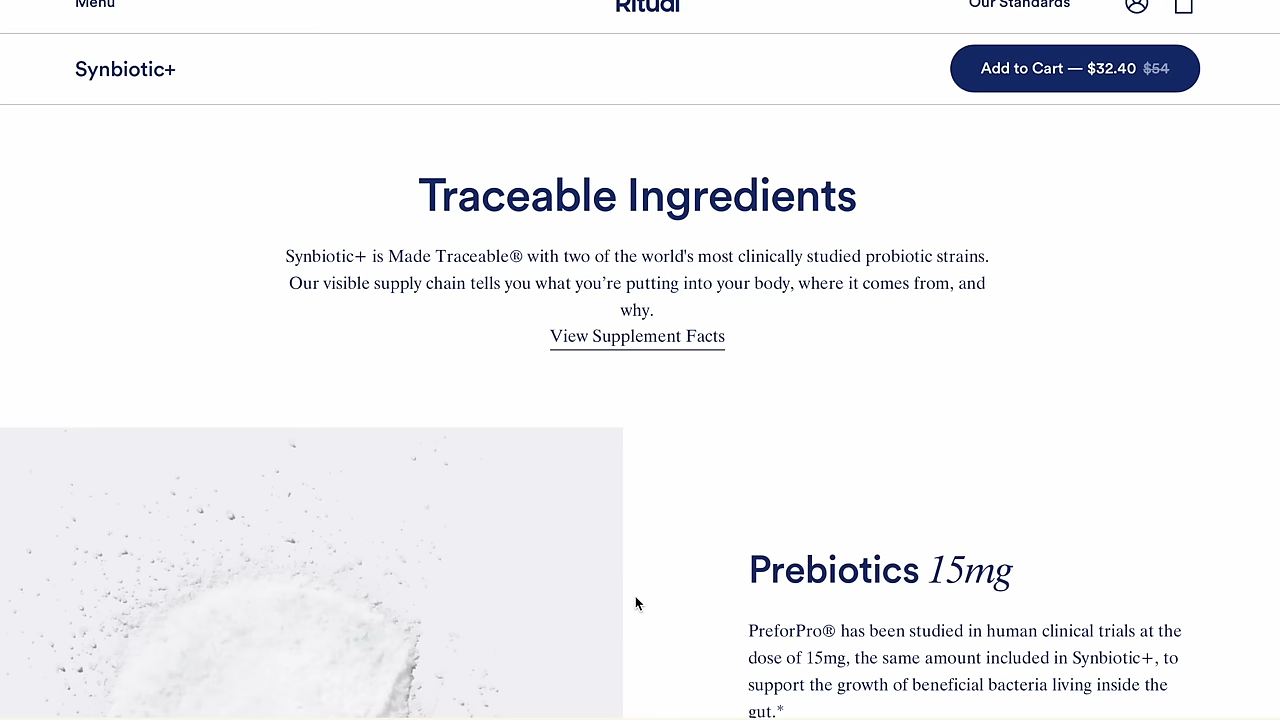 Menu
Ritual
Our Standards
Synbiotic+
Add to Cart — $32.40 $54
Traceable Ingredients
Synbiotic+ is Made Traceable® with two of the world's most clinically studied probiotic strains.
Our visible supply chain tells you what you’re putting into your body, where it comes from, and
why.
View Supplement Facts
Prebiotics 15mg
PreforPro® has been studied in human clinical trials at the
dose of 15mg, the same amount included in Synbiotic+, to
support the growth of beneficial bacteria living inside the
gut.*